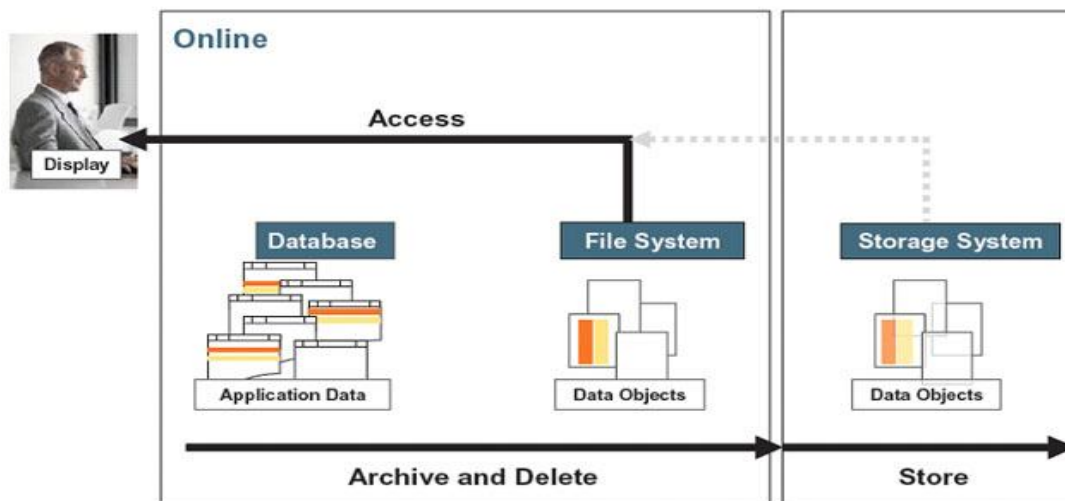 Online
Access
Display
Database
File System
Storage System
Application Data
Data Objects
Data Objects
Archive and Delete
Store